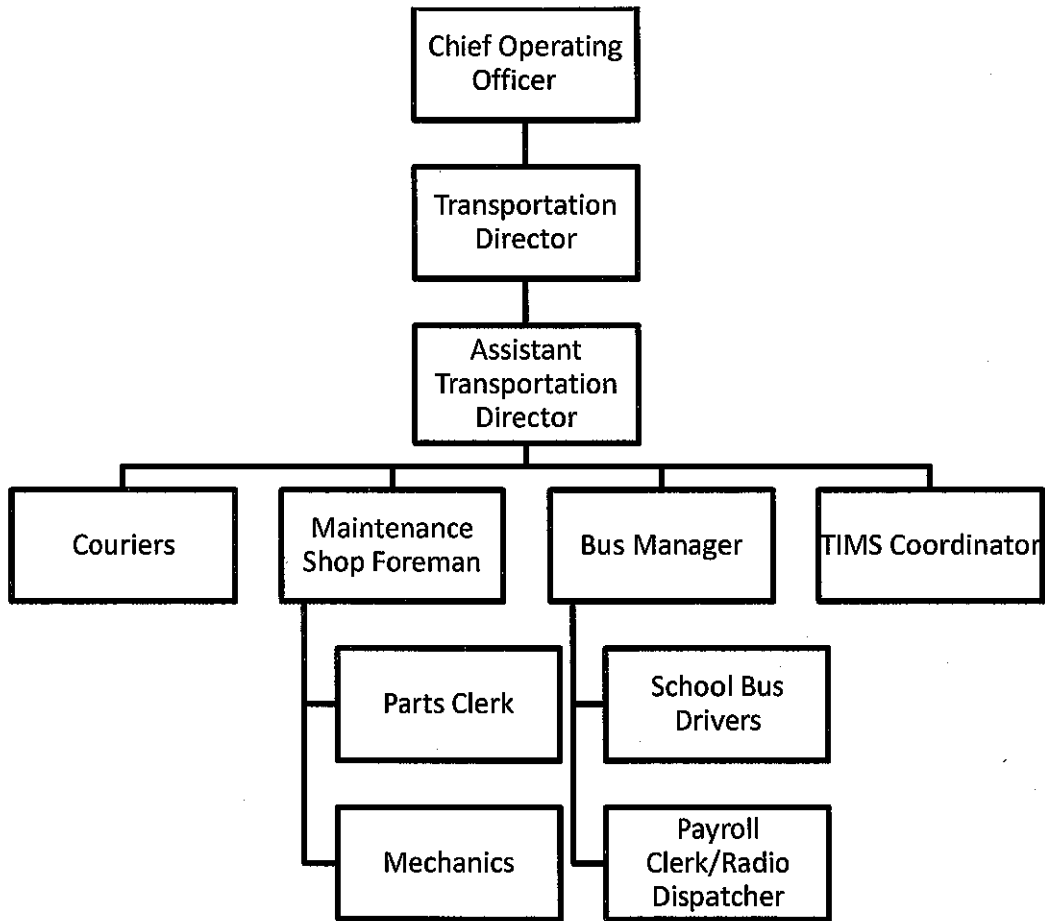 Chief Operating
Officer
Transportation
Director
Assistant
Transportation
Director
Couriers
Maintenance
Shop Foreman
Bus Manager
TIMS Coordinator
Parts Clerk
School Bus
Drivers
Mechanics
Payroll
Clerk/Radio
Dispatcher